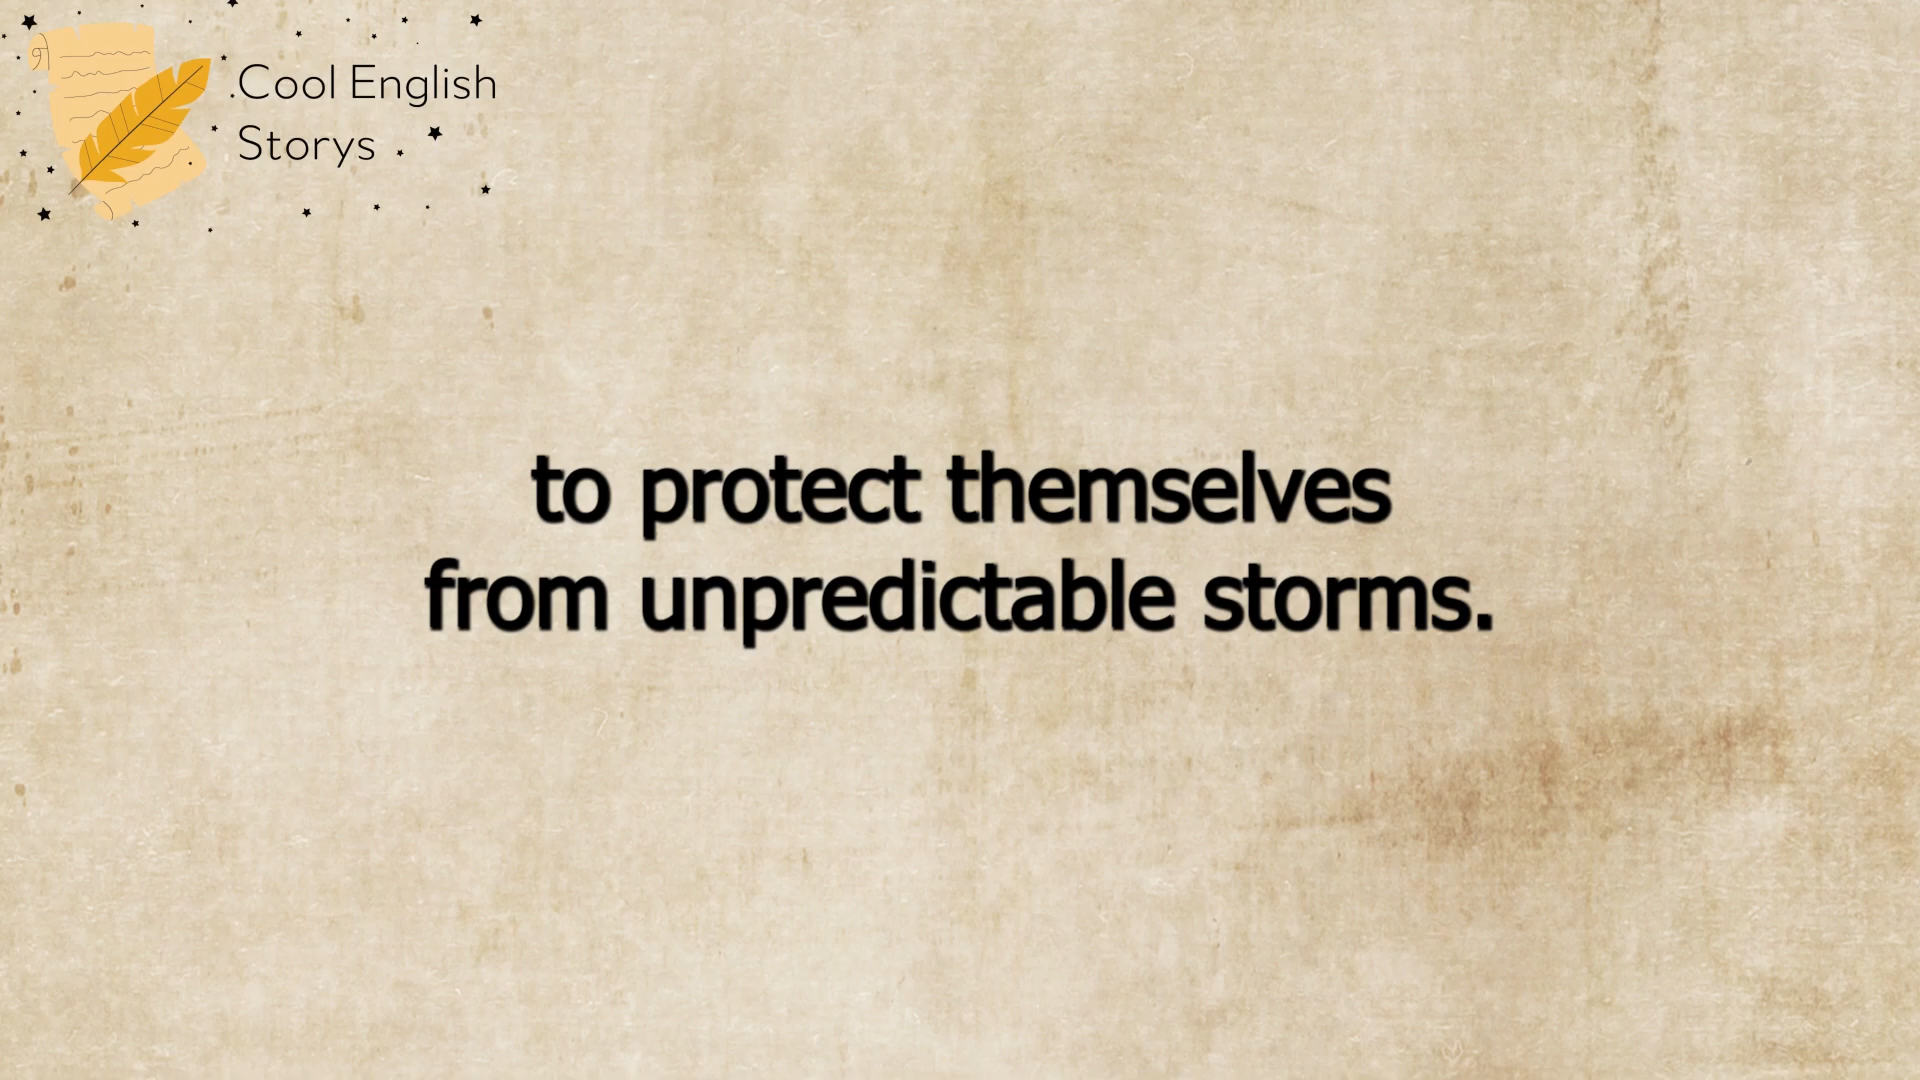 Cool English
Storys
to protect themselves
from unpredictable storms.